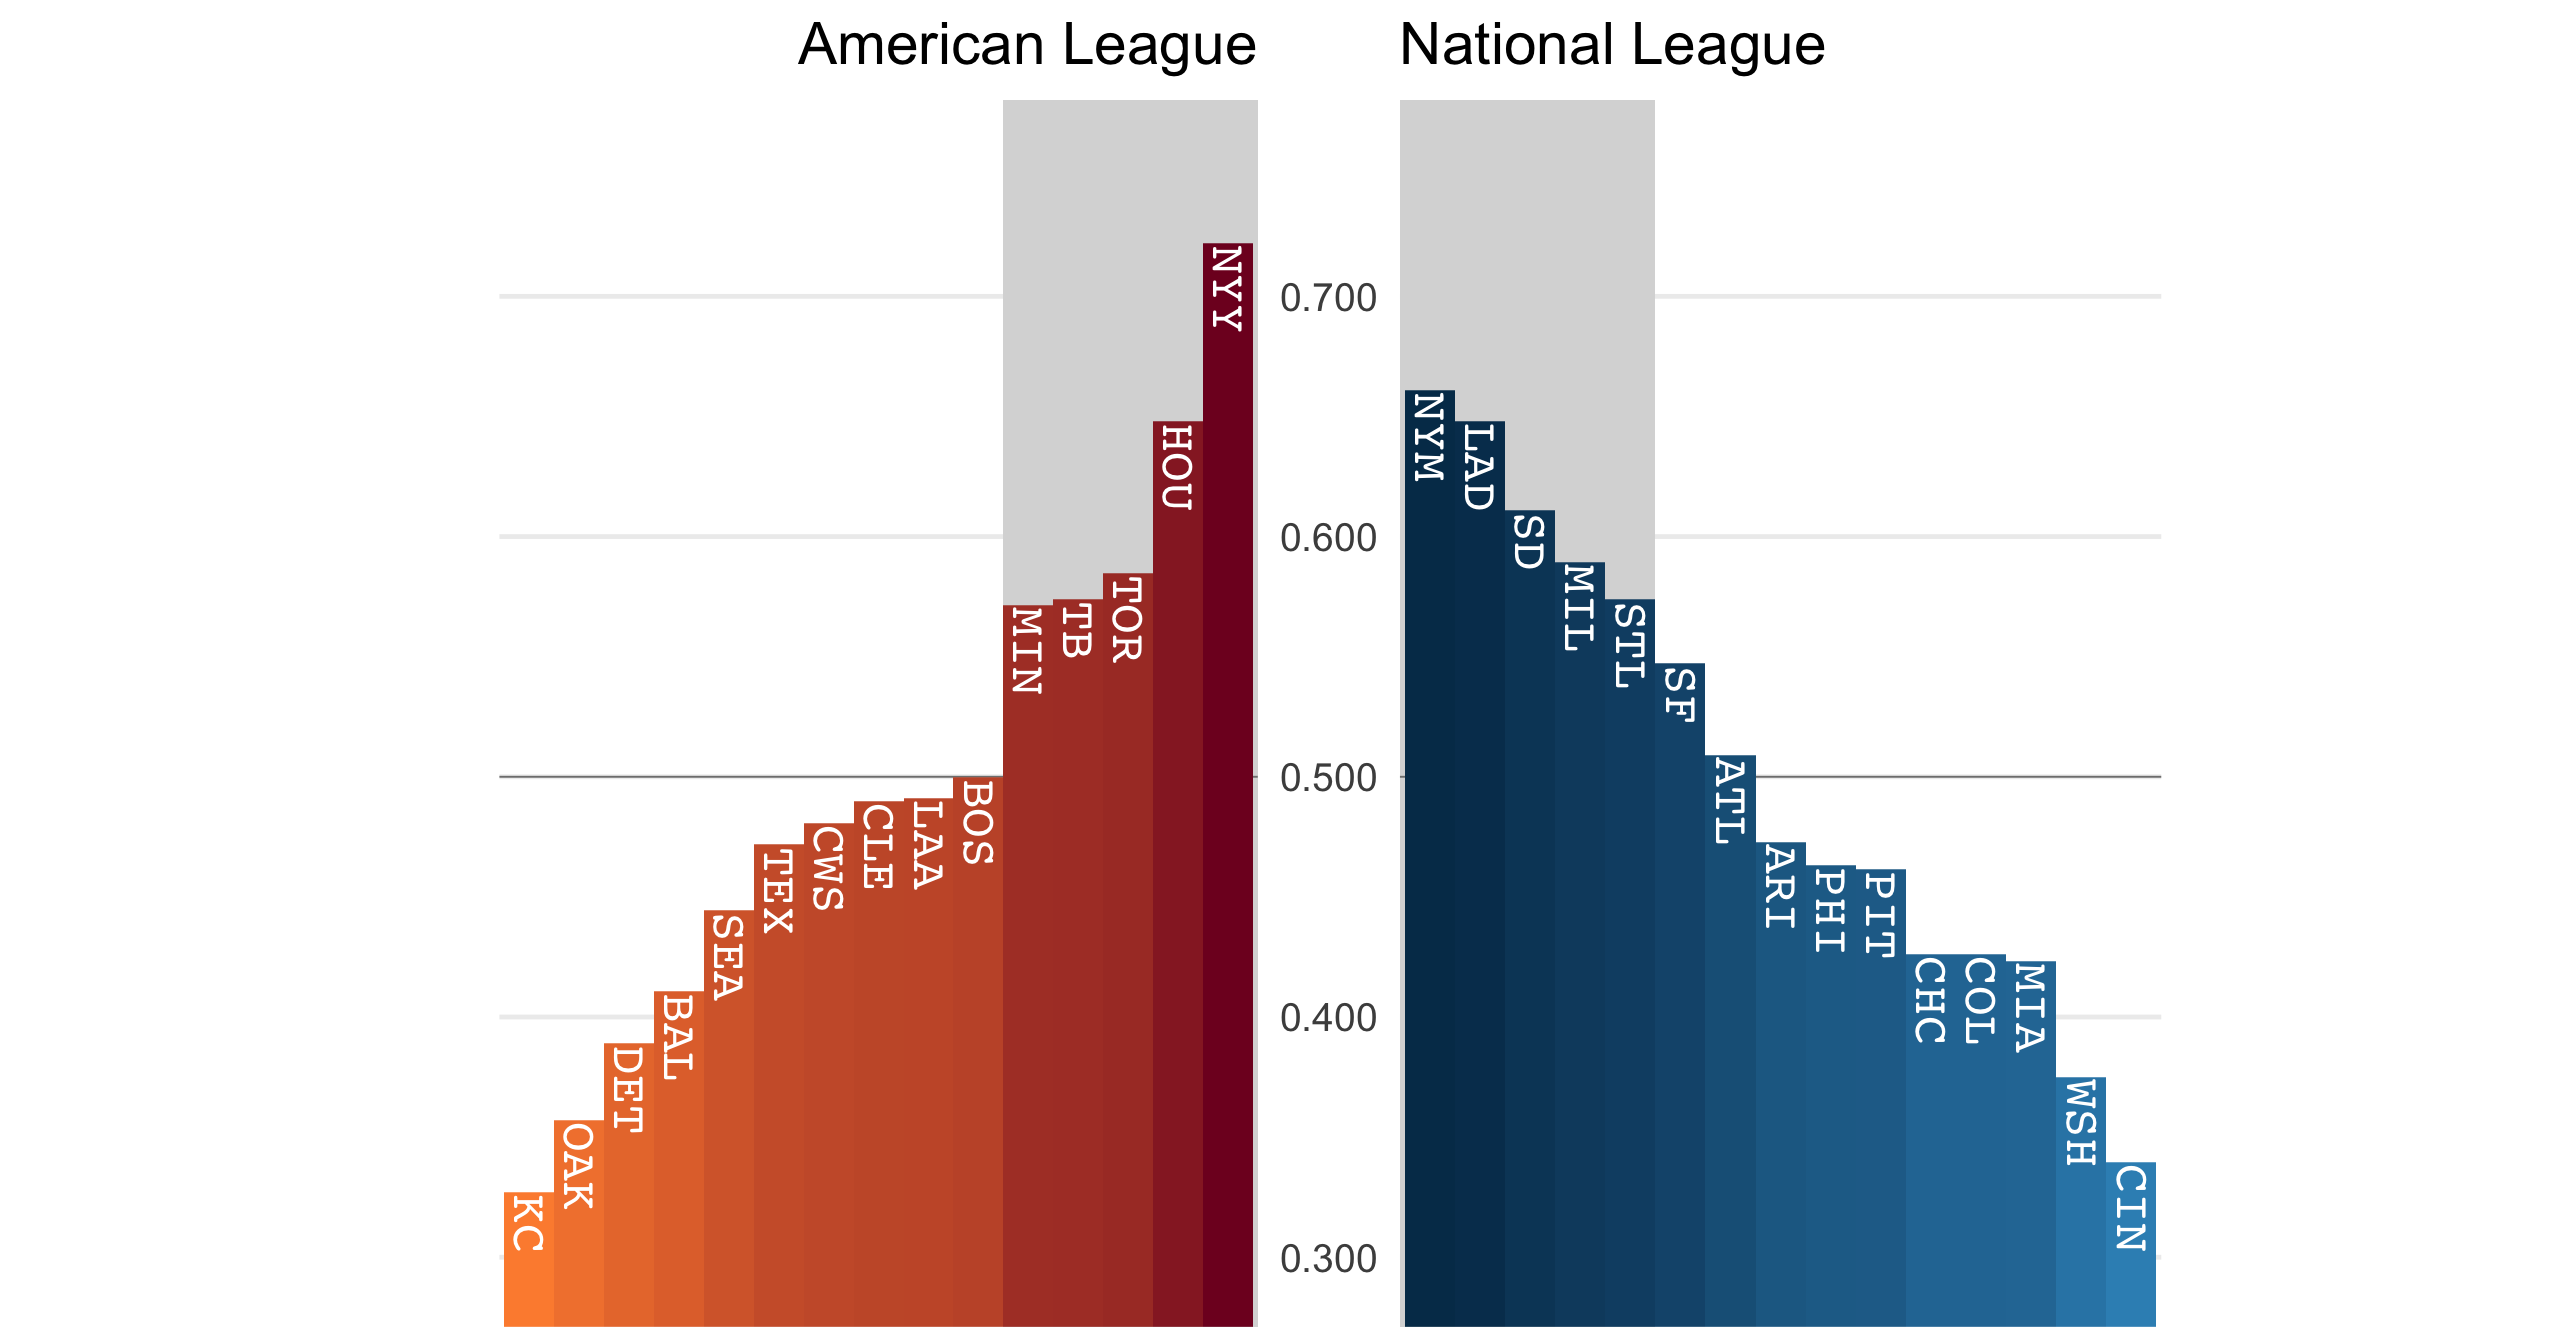 American League
National League
0.700
0.600
0.500
0.400
0.300
KC
OAK
DET
BAL
SEA
TEX
CWS
CLE
LAA
BOS
MIN
TB
TOR
HOU
NYY
NYM
LAD
SD
MIL
STL
SF
ATL
ARI
PHI
PIT
CHC
COL
MIA
WSH
CIN